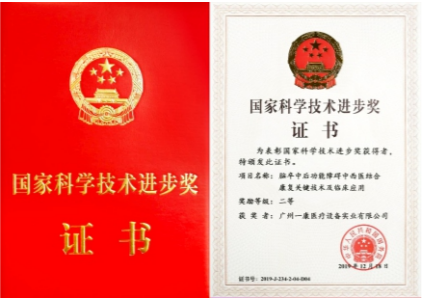 国家科学技术进步奖
证书
国家科学技术进步奖
证书
为表彰国家科学技术进步奖获得者，
特颁发此证书。
项目名称：脑卒中后功能障碍中西医结合
康复关键技术及临床应用
奖励等级：二等
获奖者：广州一康医疗设备实业有限公司
2019年12月18日
证书号：2019-J-234-2-04-D04